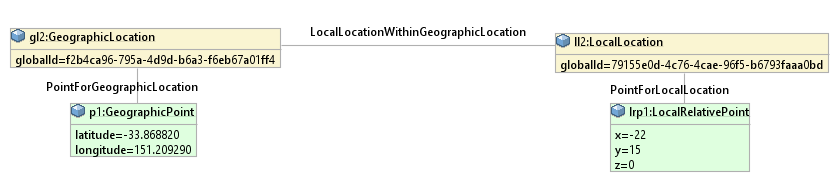 LocalLocationWithinGeographicLocation
gl2:GeographicLocation
globalId=f2b4ca96-795a-4d9d-b6a3-f6eb67a01ff4
ll2:LocalLocation
globalId=79155e0d-4c76-4cae-96f5-b6793faaa0bd
PointForGeographicLocation
PointForLocalLocation
p1:GeographicPoint
latitude=-33.868820
longitude=151.209290
lrp1:LocalRelativePoint
x=-22
y=15
z=0